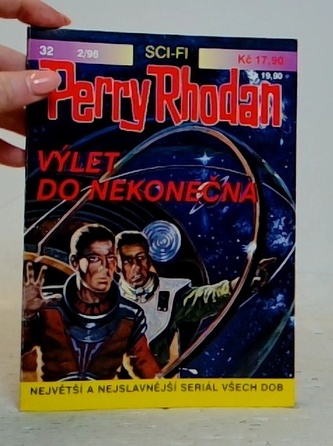 32 2/96 SCI-FI Kč 17,90
Sk 19,90
Perry Rhodan
VÝLET
DO NEKONEČNA
NEJVĚTŠÍ A NEJSLAVNĚJŠÍ SERIÁL VŠECH DOB